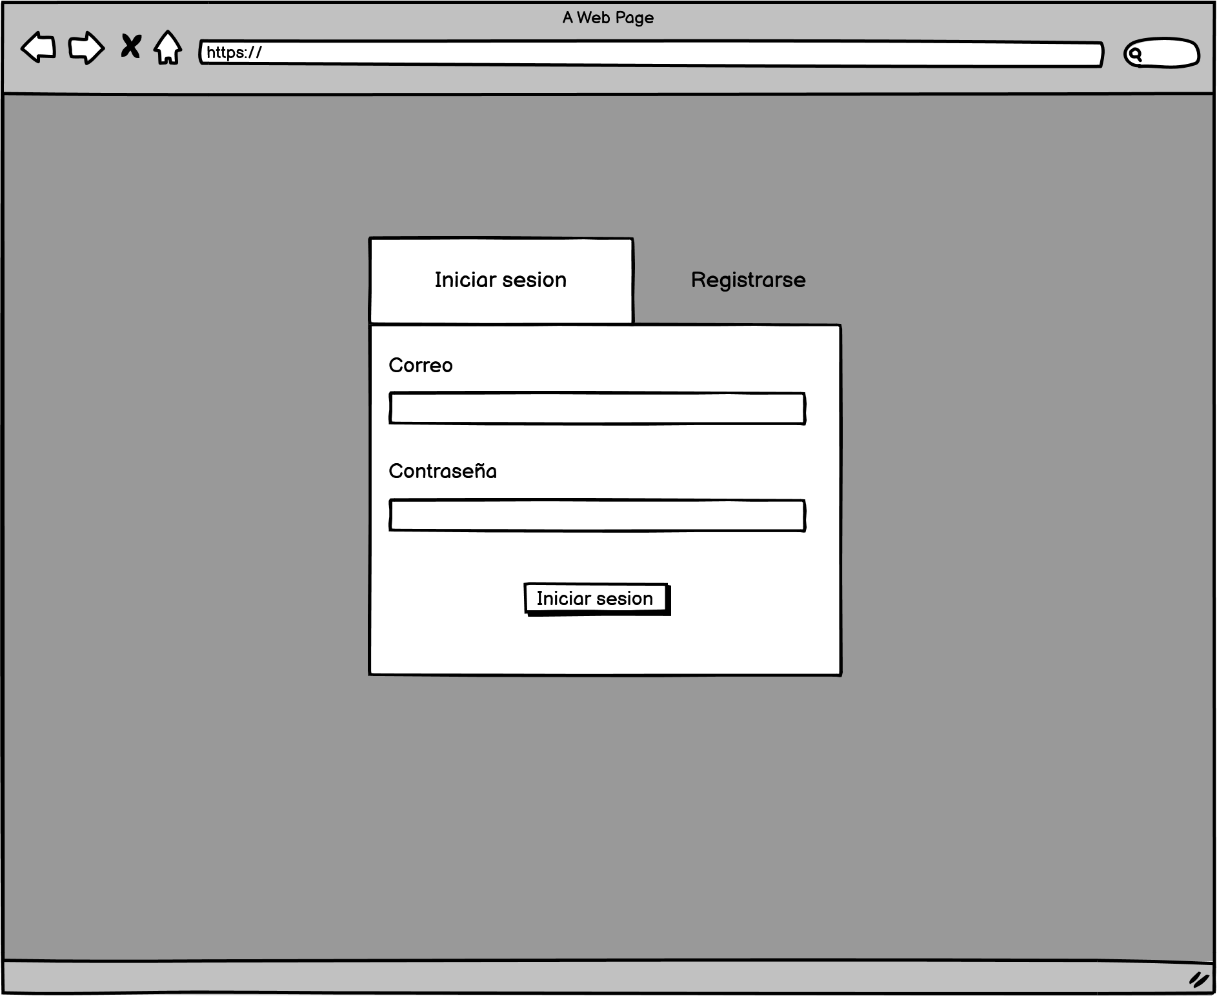 A Web Page
https://
Iniciar sesion
Registrarse
Correo
Contraseña
Iniciar sesion